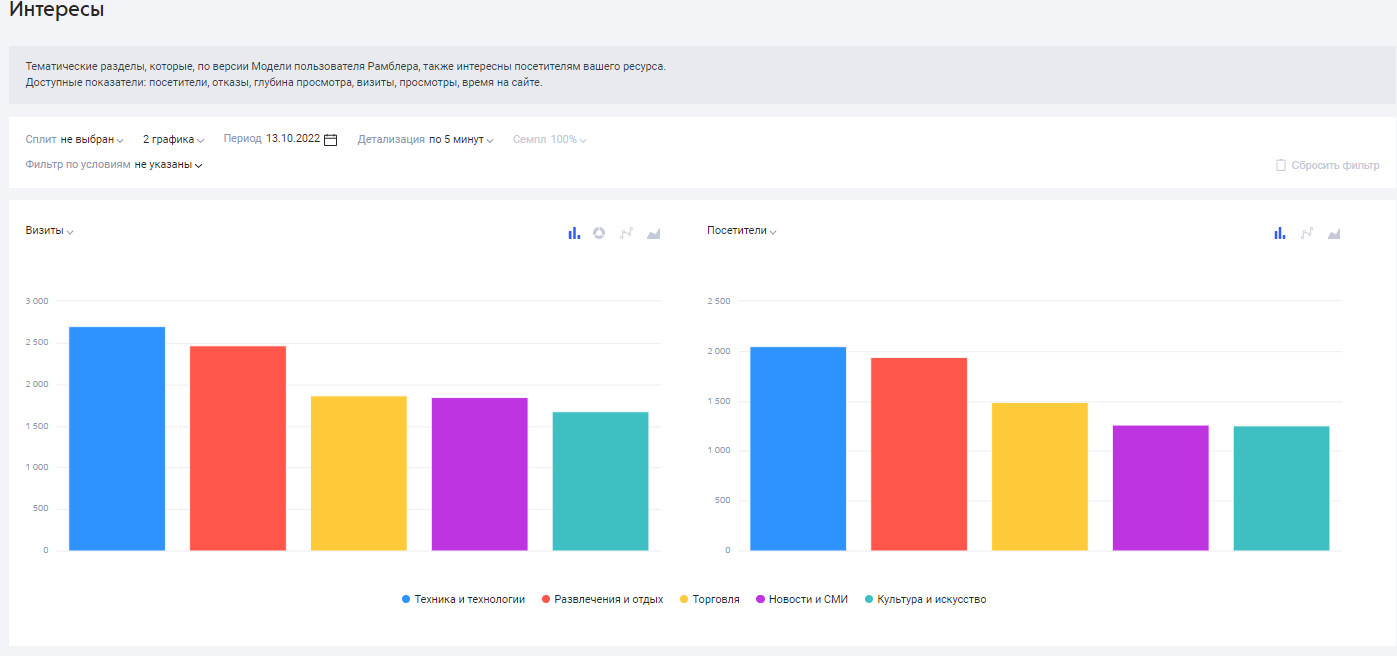 Интересы
Тематические разделы, которые, по версии Модели пользователя Рамблера, также интересны посетителям вашего ресурса.
Доступные показатели: посетители, отказы, глубина просмотра, визиты, просмотры, время на сайте.
Сплит не выбран 2 графика Период 13.10.2022 Детализация по 5 минут Семпл 100%
Фильтр по условиям не указаны Сбросить фильтр
Визиты
3 000
2 500
2 000
1 500
1 000
500
0
Посетители
2 500
2 000
1 500
1 000
500
0
Техника и технологии Развлечения и отдых Торговля Новости и СМИ Культура и искусство